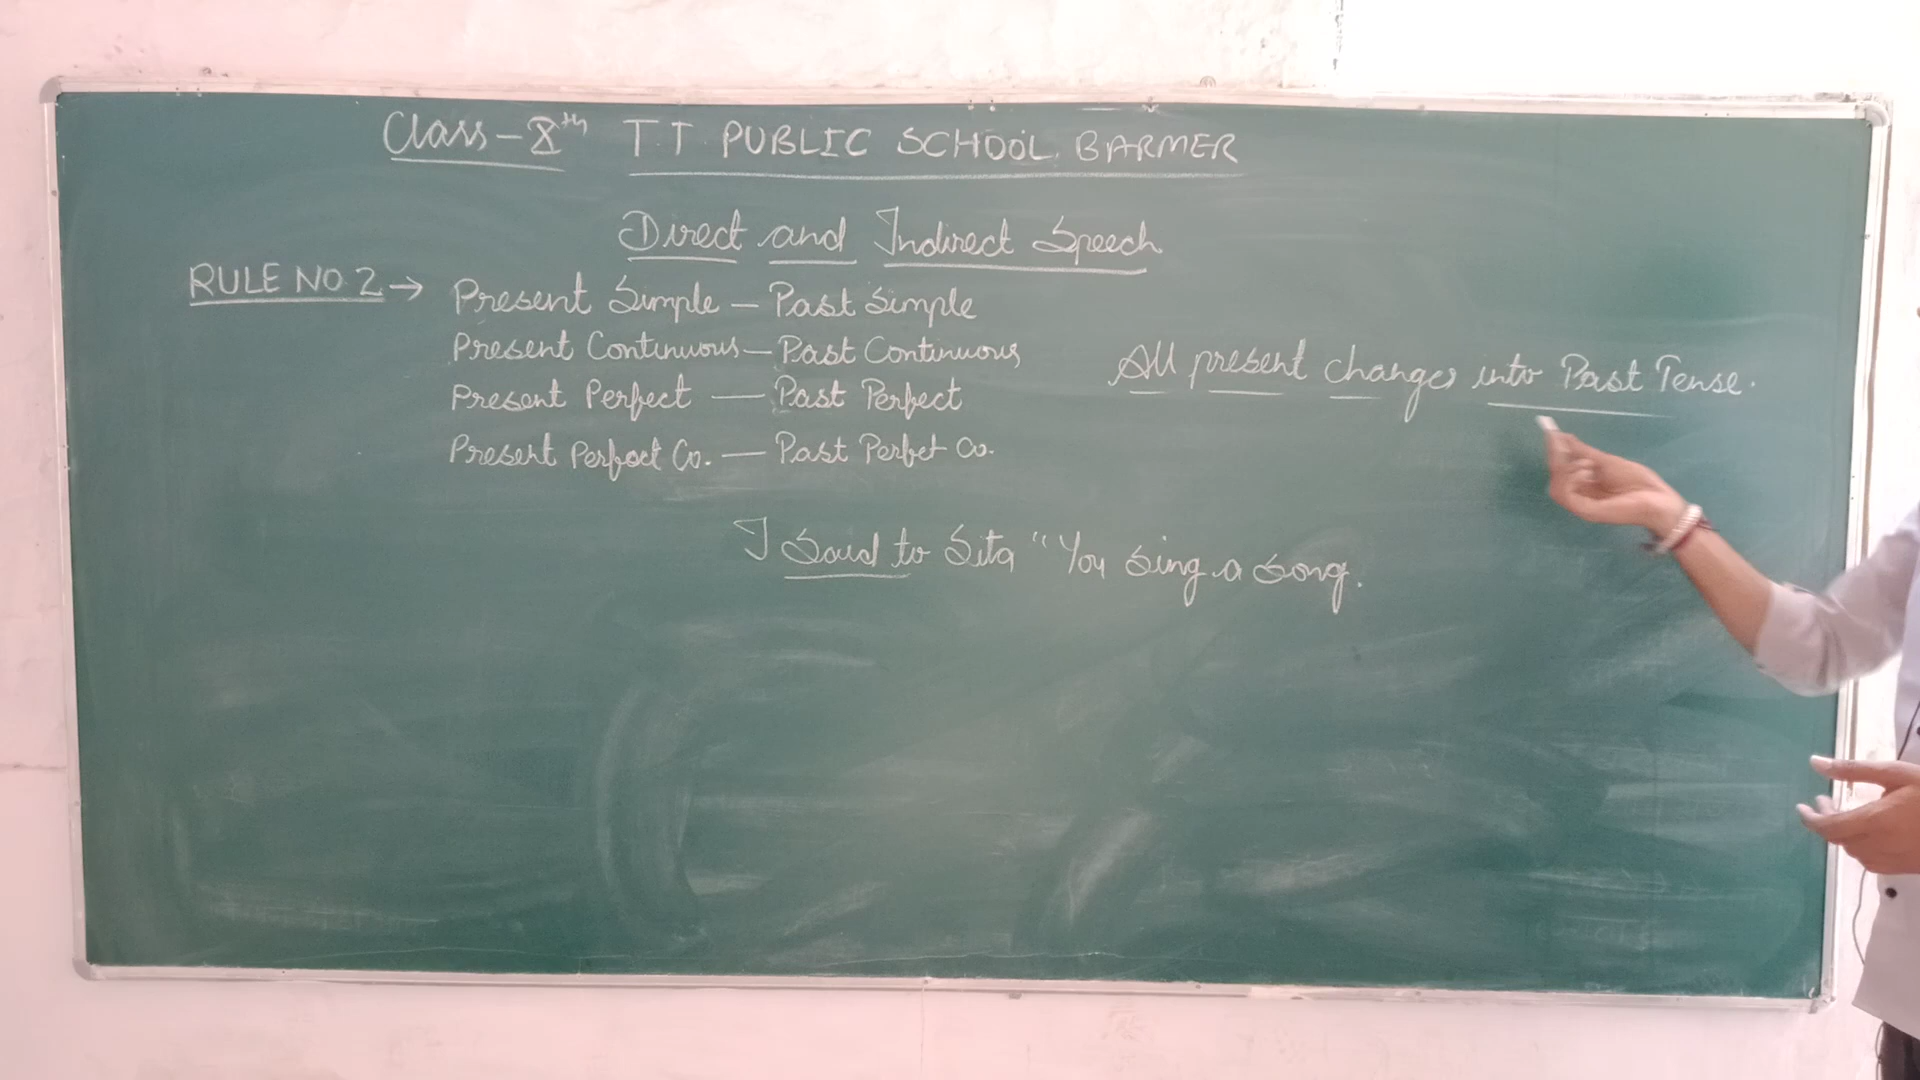 Class-Xth T.T. PUBLIC SCHOOL, BARMER
Direct and Indirect Speech
RULE NO. 2 → Present Simple — Past Simple
Present Continuous — Past Continuous
Present Perfect — Past Perfect
Present Perfect Co. — Past Perfet Co.
All present changes into Past Tense.
I Said to Sita "You sing a song.